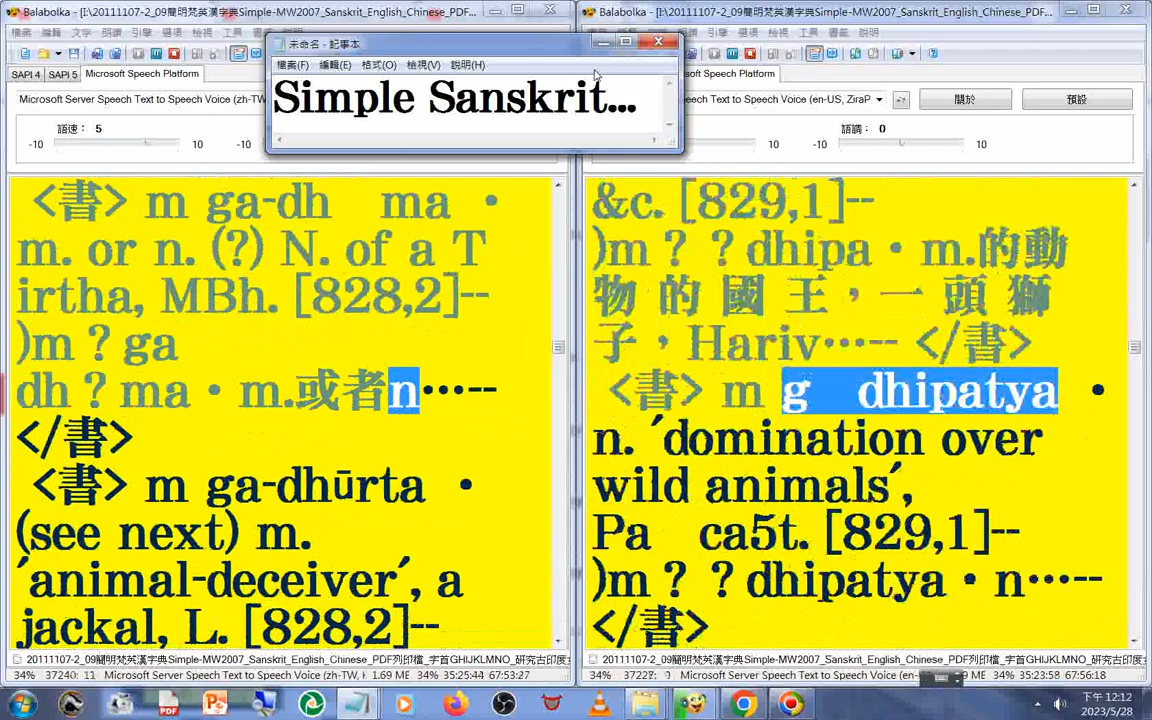 Balabolka - [I:\20111107-2_09簡明梵英漢字典Simple-MW2007_Sanskrit_English_Chinese_PDF...
Balabolka - [I:\20111107-2_09簡明梵英漢字典Simple-MW2007_Sanskrit_English_Chinese_PDF...
未命名 - 記事本
檔案(F) 編輯(E) 格式(O) 檢視(V) 說明(H)
Simple Sanskrit...
SAPI 4 SAPI 5 Microsoft Speech Platform
Speech Platform
Microsoft Server Speech Text to Speech Voice (zh-TW
eech Text to Speech Voice (en-US, ZiraP
關於
預設
語速： 5
語調： 0
-10 10 -10
10 -10 10
<書> m ga-dh ma •
m. or n. (?) N. of a T
irtha, MBh. [828,2]--
)m？ga
dh？ma•m.或者n…--
</書>
<書> m ga-dhūrta •
(see next) m.
'animal-deceiver', a
jackal, L. [828,2]--
&c. [829,1]--
)m？？dhipa•m.的動
物 的 國 王，一 頭 獅
子，Hariv…-- </書>
<書> m g dhipatya •
n. 'domination over
wild animals',
Pa ca5t. [829,1]--
)m？？dhipatya•n…--
</書>
20111107-2_09簡明梵英漢字典Simple-MW2007_Sanskrit_English_Chinese_PDF列印檔_字首GHIJKLMNO_研究古印度
20111107-2_09簡明梵英漢字典Simple-MW2007_Sanskrit_English_Chinese_PDF列印檔_字首GHIJKLMNO_研究古印度
34% 37240: 11 Microsoft Server Speech Text to Speech Voice (zh-TW, 1.69 ME 34% 35:25:44 67:53:27
34% 37227: Microsoft Server Speech Text to Speech Voice 34% 35:23:58 67:56:18
下午 12:12
2023/5/28